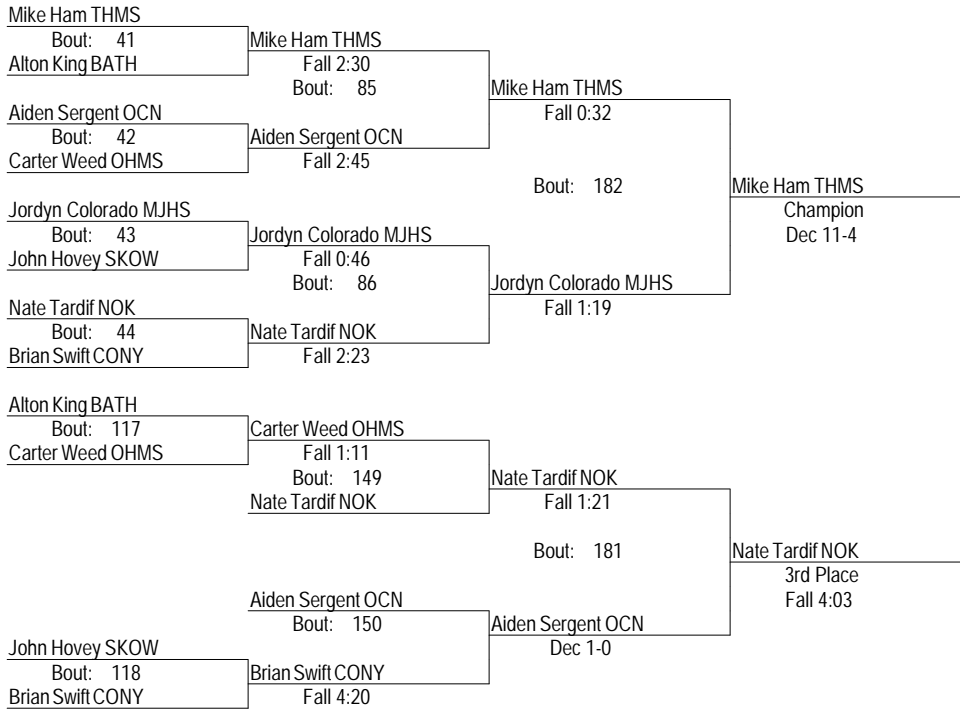 Mike Ham THMS
Bout: 41
Alton King BATH
Mike Ham THMS
Fall 2:30
Bout: 85
Aiden Sergent OCN
Bout: 42
Carter Weed OHMS
Aiden Sergent OCN
Fall 2:45
Mike Ham THMS
Fall 0:32
Bout: 182
Jordyn Colorado MJHS
Bout: 43
John Hovey SKOW
Jordyn Colorado MJHS
Fall 0:46
Bout: 86
Nate Tardif NOK
Bout: 44
Brian Swift CONY
Nate Tardif NOK
Fall 2:23
Jordyn Colorado MJHS
Fall 1:19
Mike Ham THMS
Champion
Dec 11-4
Alton King BATH
Bout: 117
Carter Weed OHMS
Carter Weed OHMS
Fall 1:11
Bout: 149
Nate Tardif NOK
Nate Tardif NOK
Fall 1:21
Bout: 181
Aiden Sergent OCN
Bout: 150
John Hovey SKOW
Bout: 118
Brian Swift CONY
Brian Swift CONY
Fall 4:20
Aiden Sergent OCN
Dec 1-0
Nate Tardif NOK
3rd Place
Fall 4:03